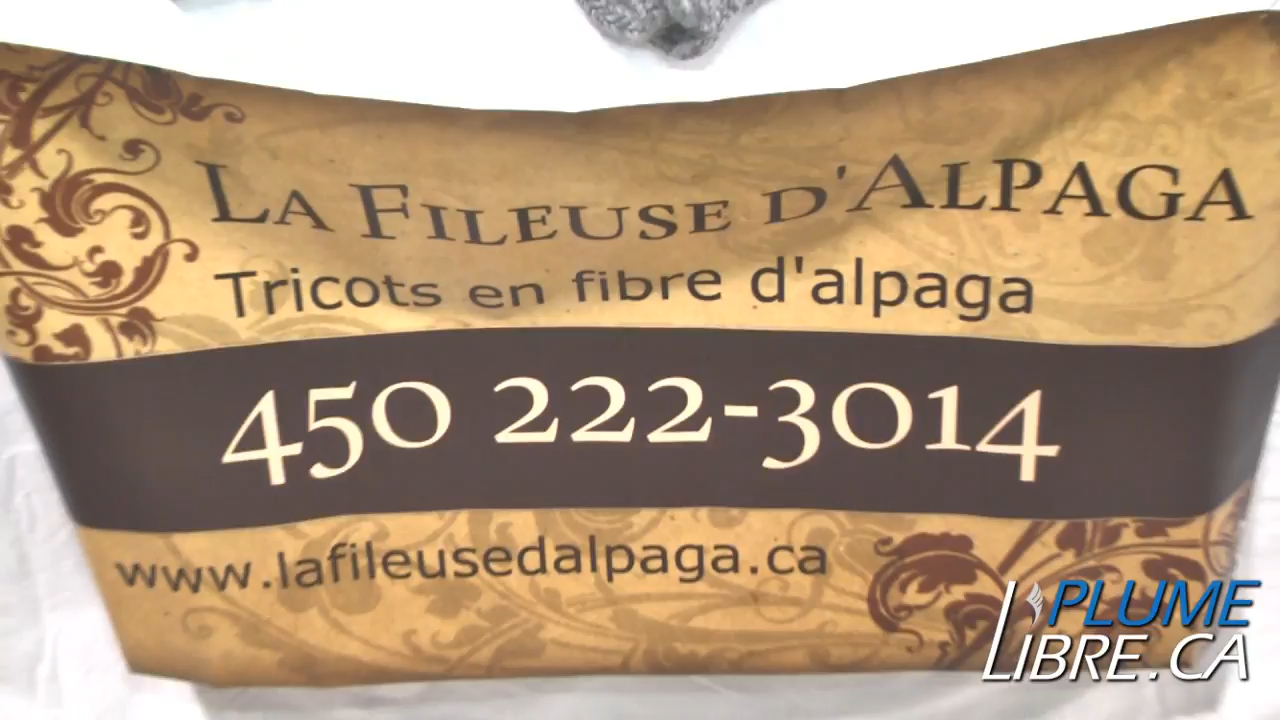 LA FILEUSE D'ALPAGA
Tricots en fibre d'alpaga
450 222-3014
www.lafileusedalpaga.ca
PLUME
LIBRE.CA